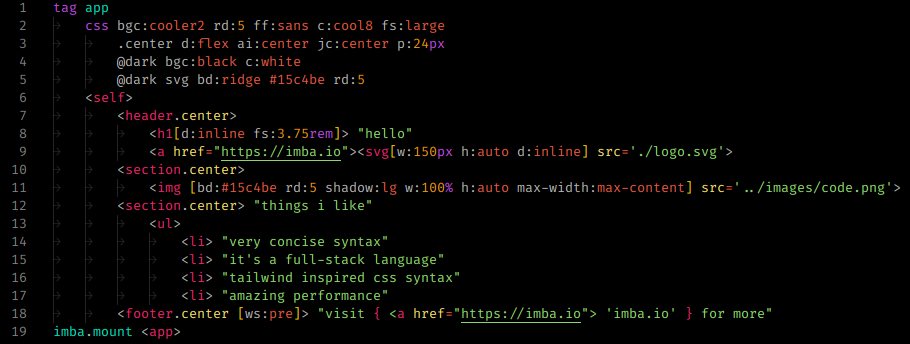 1 tag app
2 css bgc:cooler2 rd:5 ff:sans c:cool8 fs:large
3 .center d:flex ai:center jc:center p:24px
4 @dark bgc:black c:white
5 @dark svg bd:ridge #15c4be rd:5
6 <self>
7 <header.center>
8 <h1[d:inline fs:3.75rem]> "hello"
9 <a href="https://imba.io"><svg[w:150px h:auto d:inline] src='./logo.svg'>
10 <section.center>
11 <img [bd:#15c4be rd:5 shadow:lg w:100% h:auto max-width:max-content] src='../images/code.png'>
12 <section.center> "things i like"
13 <ul>
14 <li> "very concise syntax"
15 <li> "it's a full-stack language"
16 <li> "tailwind inspired css syntax"
17 <li> "amazing performance"
18 <footer.center [ws:pre]> "visit { <a href="https://imba.io"> 'imba.io' } for more"
19 imba.mount <app>